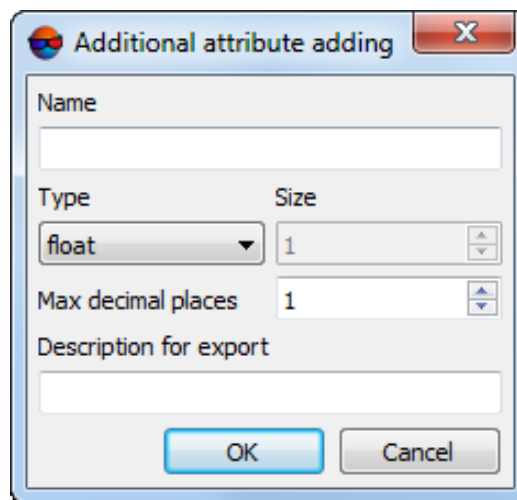 Additional attribute adding
Name
Type Size
float 1
Max decimal places 1
Description for export
OK Cancel